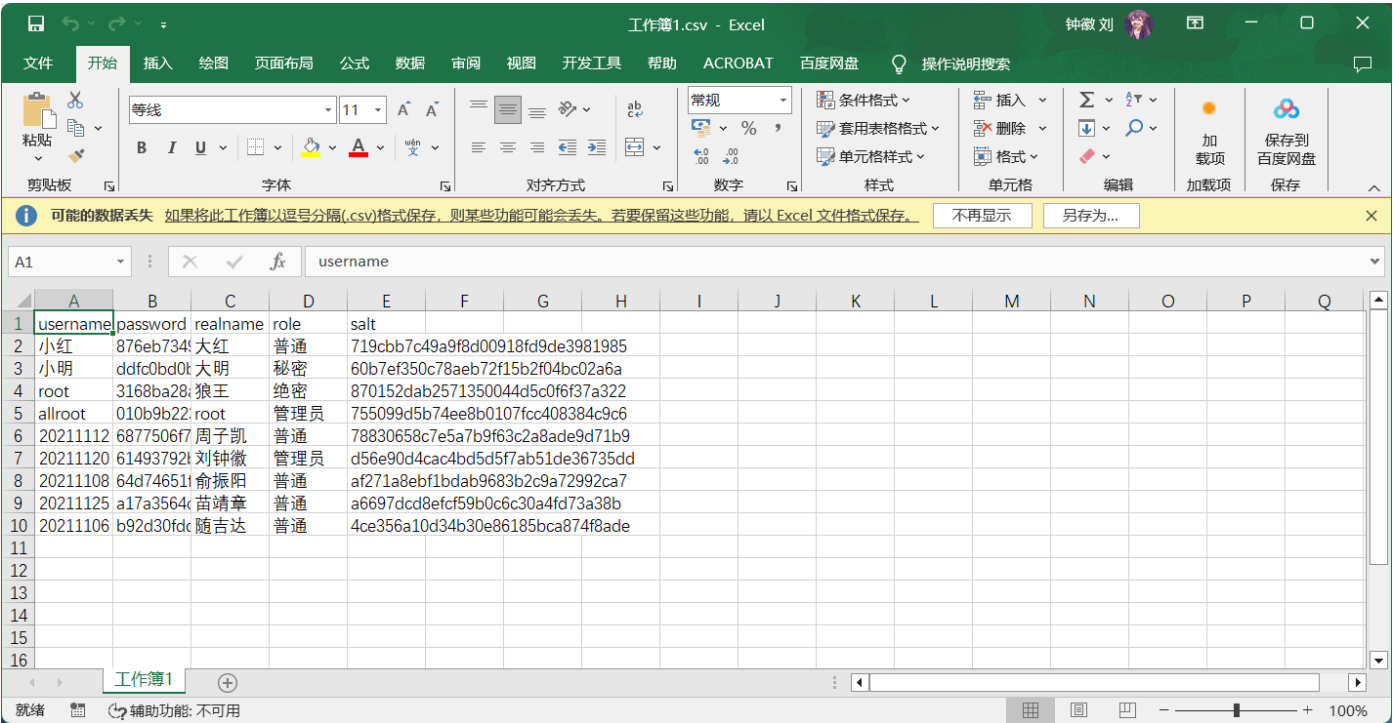 工作簿1.csv - Excel 钟徽 刘
文件 开始 插入 绘图 页面布局 公式 数据 审阅 视图 开发工具 帮助 ACROBAT 百度网盘 操作说明搜索
等线 11 常规 条件格式 插入
粘贴 套用表格格式 删除 加载项 保存到百度网盘
B I U A wén 文 ab % 单元格样式 格式
剪贴板 字体 对齐方式 数字 样式 单元格 编辑 加载项 保存
可能的数据丢失 如果将此工作簿以逗号分隔(.csv)格式保存，则某些功能可能会丢失。若要保留这些功能，请以 Excel 文件格式保存。 不再显示 另存为...
A1 fx username
A B C D E F G H I J K L M N O P Q
1 username password realname role salt
2 小红 876eb734 大红 普通 719cbb7c49a9f8d00918fd9de3981985
3 小明 ddfc0bd0 大明 秘密 60b7ef350c78aeb72f15b2f04bc02a6a
4 root 3168ba28 狼王 绝密 870152dab2571350044d5c0f6f37a322
5 allroot 010b9b22 root 管理员 755099d5b74ee8b0107fcc408384c9c6
6 20211112 6877506f7 周子凯 普通 78830658c7e5a7b9f63c2a8ade9d71b9
7 20211120 61493792 刘钟徽 管理员 d56e90d4cac4bd5d5f7ab51de36735dd
8 20211108 64d74651 俞振阳 普通 af271a8ebf1bdab9683b2c9a72992ca7
9 20211125 a17a3564 苗靖章 普通 a6697dcd8efcf59b0c6c30a4fd73a38b
10 20211106 b92d30fd 随吉达 普通 4ce356a10d34b30e86185bca874f8ade
11
12
13
14
15
16
工作簿1
就绪 辅助功能: 不可用 100%